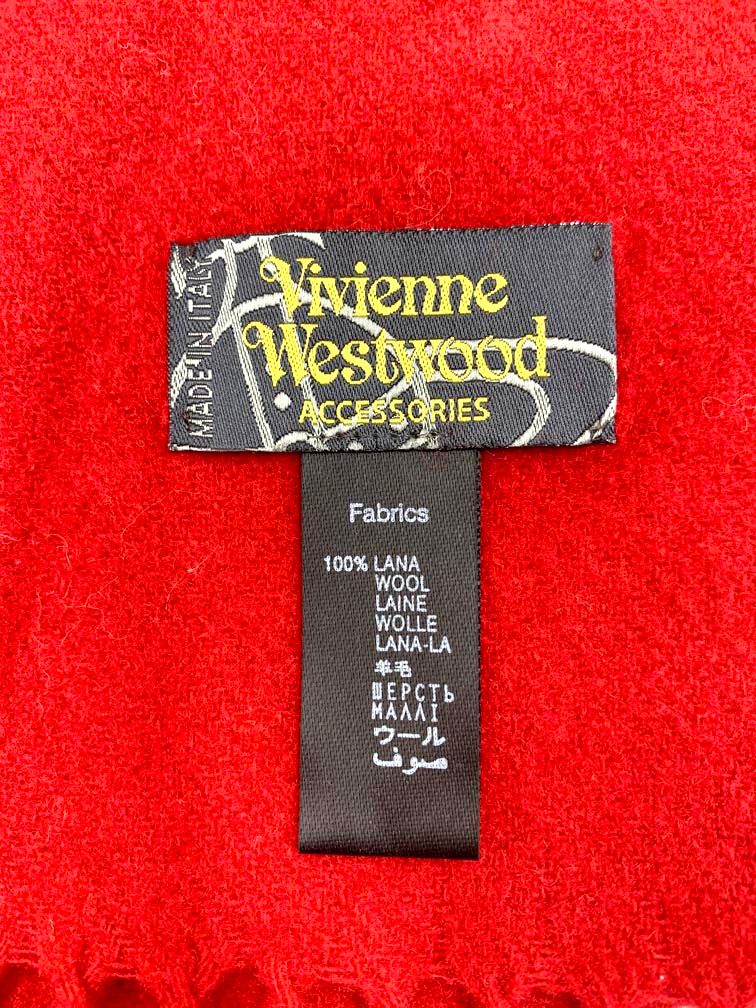 MADE IN ITALY
Vivienne
Westwood
ACCESSORIES
Fabrics
100% LANA
WOOL
LAINE
WOLLE
LANA-LA
羊毛
ШЕРСТЬ
ΜΑΛΛΙ
ウール
صوف